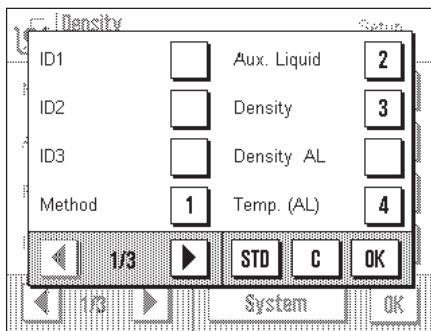 Density Setup
ID1 Aux. Liquid 2
ID2 Density 3
ID3 Density AL
Method 1 Temp. (AL) 4
1/3 STD C OK
1/3 System OK